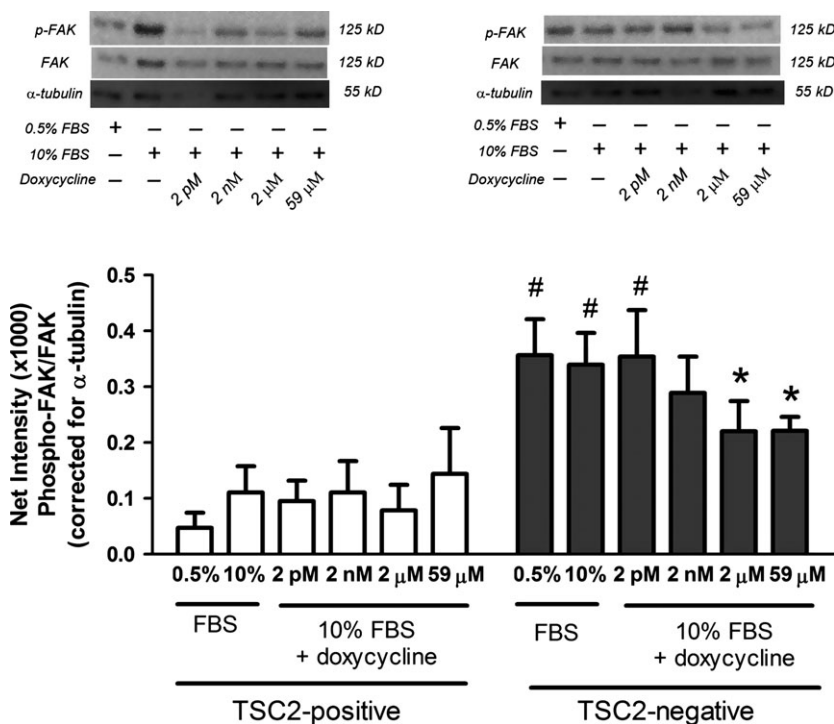 p-FAK 125 kD
FAK 125 kD
α-tubulin 55 kD
0.5% FBS + – – – – –
10% FBS – + + + + +
Doxycycline – – 2 pM 2 nM 2 µM 59 µM
p-FAK 125 kD
FAK 125 kD
α-tubulin 55 kD
0.5% FBS + – – – – –
10% FBS – + + + + +
Doxycycline – – 2 pM 2 nM 2 µM 59 µM
Net Intensity (x1000)
Phospho-FAK/FAK
(corrected for α-tubulin)
0.5
0.4
0.3
0.2
0.1
0.0
# # # * *
0.5% 10% 2 pM 2 nM 2 µM 59 µM 0.5% 10% 2 pM 2 nM 2 µM 59 µM
FBS 10% FBS FBS 10% FBS
+ doxycycline + doxycycline
TSC2-positive TSC2-negative